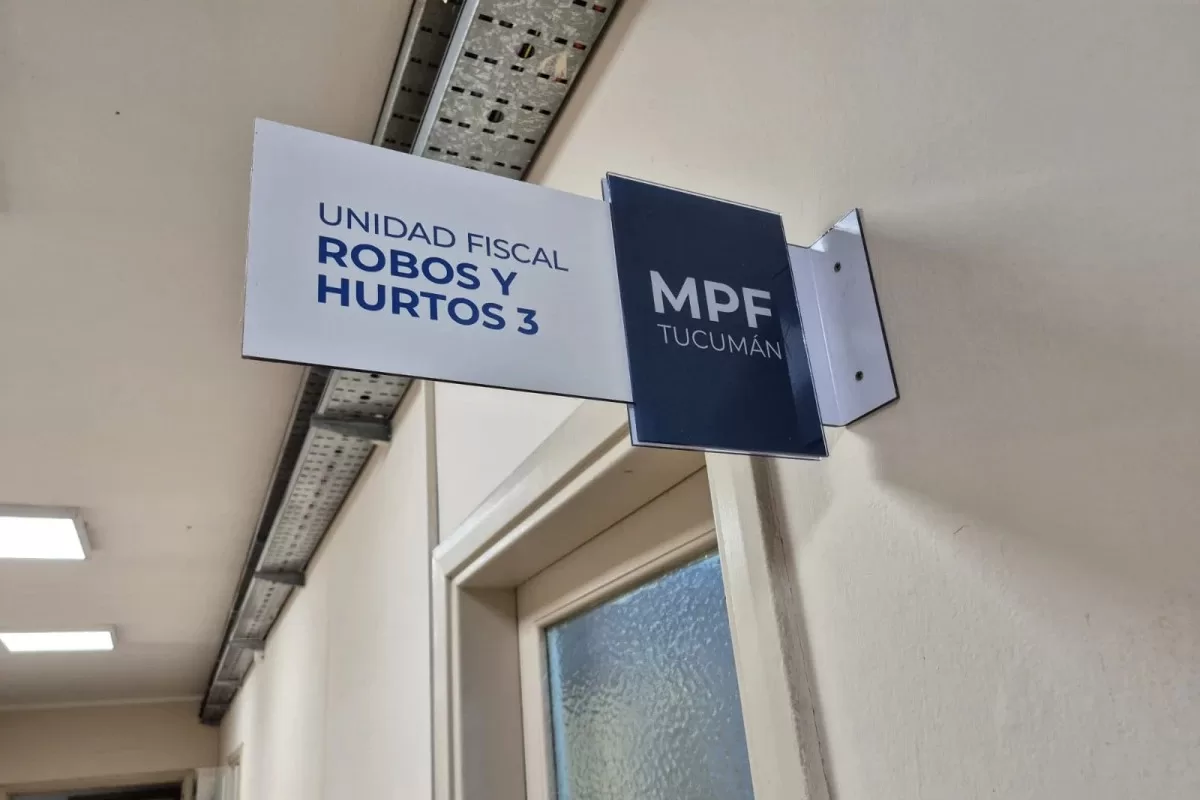 UNIDAD FISCAL
ROBOS Y
HURTOS 3
MPF
TUCUMÁN